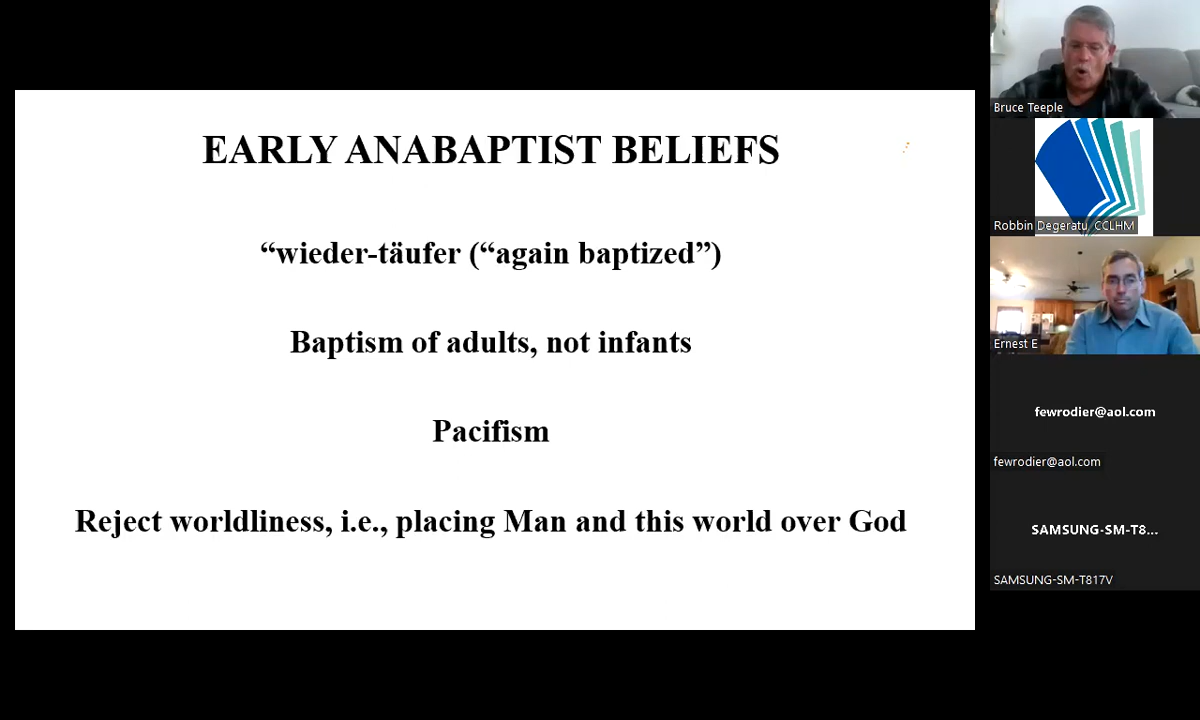 EARLY ANABAPTIST BELIEFS
“wieder-täufer (“again baptized”)
Baptism of adults, not infants
Pacifism
Reject worldliness, i.e., placing Man and this world over God
Bruce Teeple
Robbin Degeratu, CCLHM
Ernest E
fewrodier@aol.com
fewrodier@aol.com
SAMSUNG-SM-T8...
SAMSUNG-SM-T817V